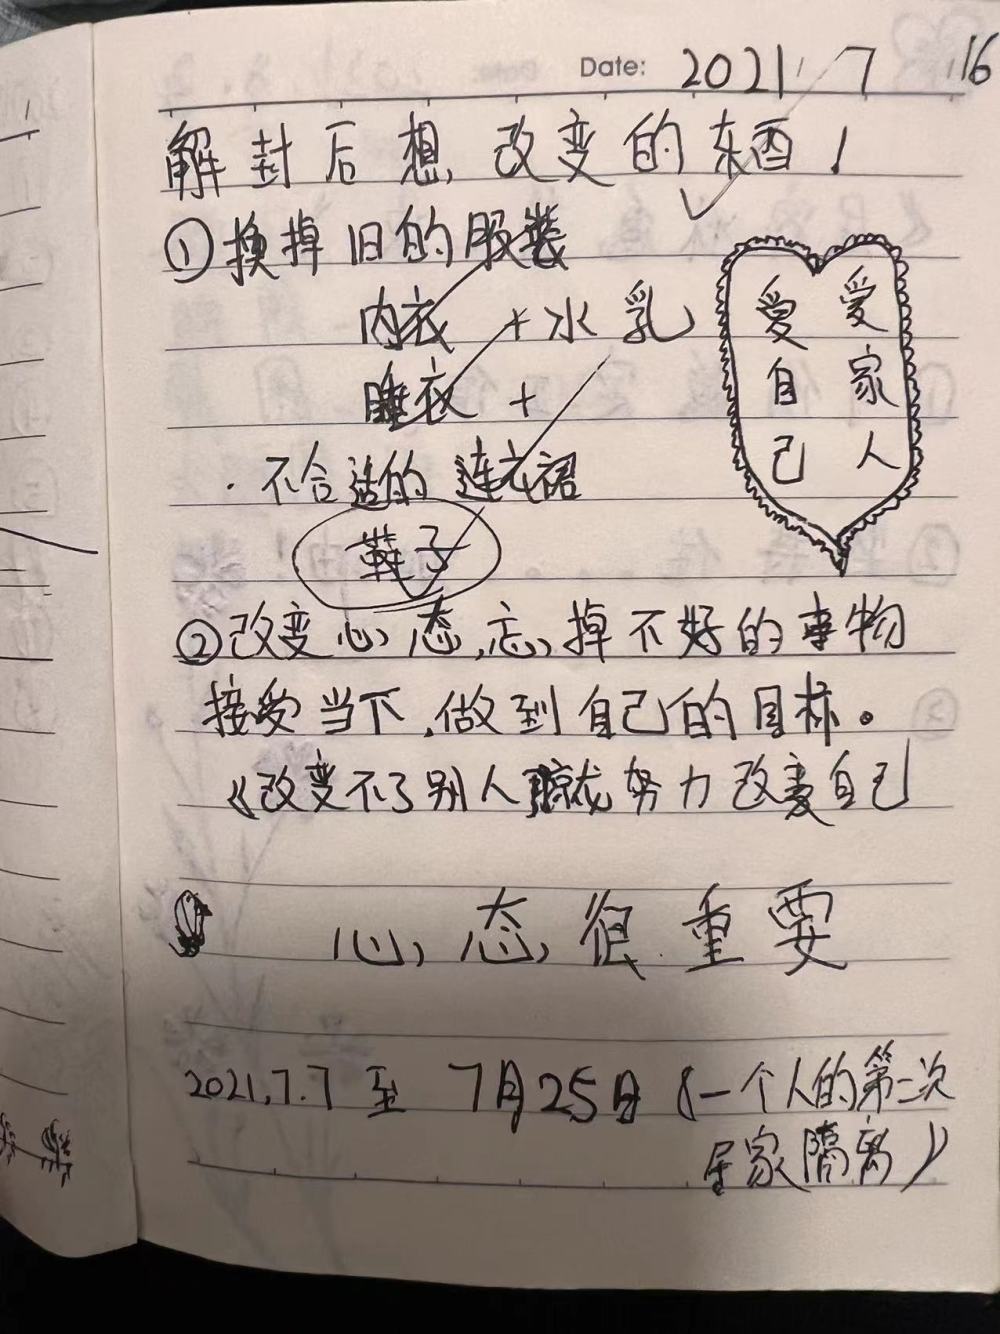 Date: 2021 7 16
解封后想改变的东西！
①换掉旧的服装
内衣 + 水乳
睡衣 +
·不合适的 连衣裙
鞋子
爱自己
爱家人
②改变心态,忘掉不好的事物
接受当下,做到自己的目标。
《改变不了别人就努力改变自己
心态很重要
2021.7.7 至 7月25日 (一个人的第二次
居家隔离)